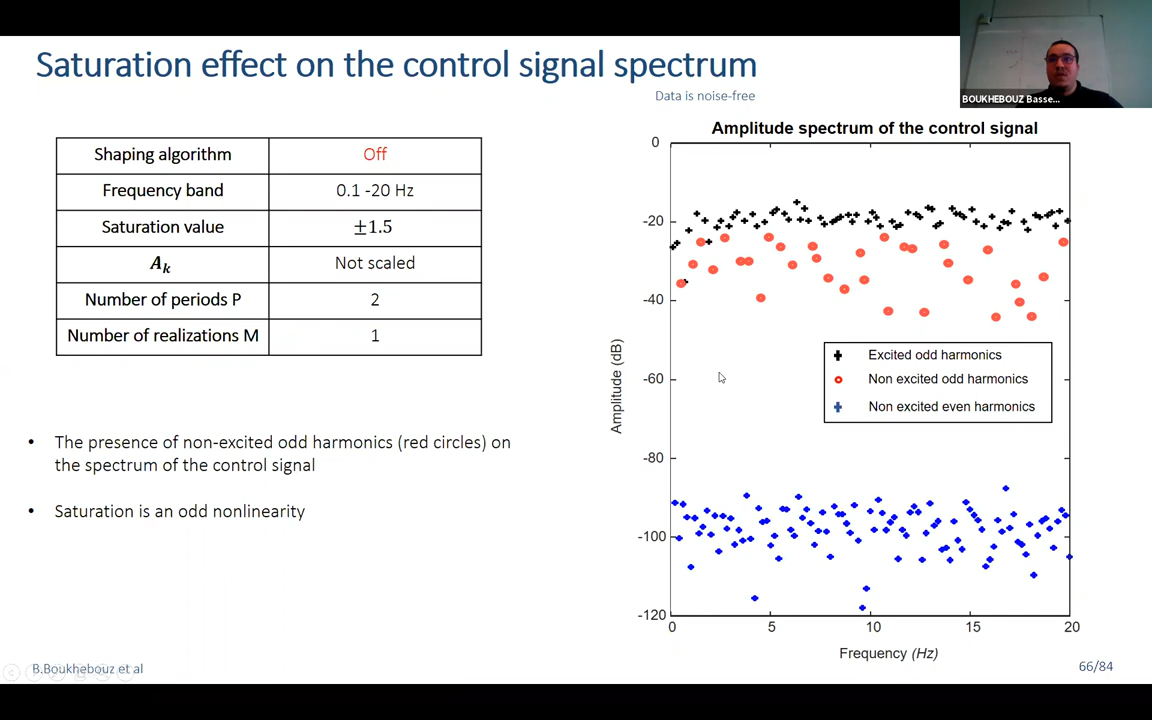 Saturation effect on the control signal spectrum
Data is noise-free
BOUKHEBOUZ Basse...
Shaping algorithm Off
Frequency band 0.1 -20 Hz
Saturation value ±1.5
A_k Not scaled
Number of periods P 2
Number of realizations M 1
• The presence of non-excited odd harmonics (red circles) on
the spectrum of the control signal
• Saturation is an odd nonlinearity
Amplitude spectrum of the control signal
0
-20
-40
-60
-80
-100
-120
Amplitude (dB)
Excited odd harmonics
Non excited odd harmonics
Non excited even harmonics
0 5 10 15 20
Frequency (Hz)
B.Boukhebouz et al
66/84